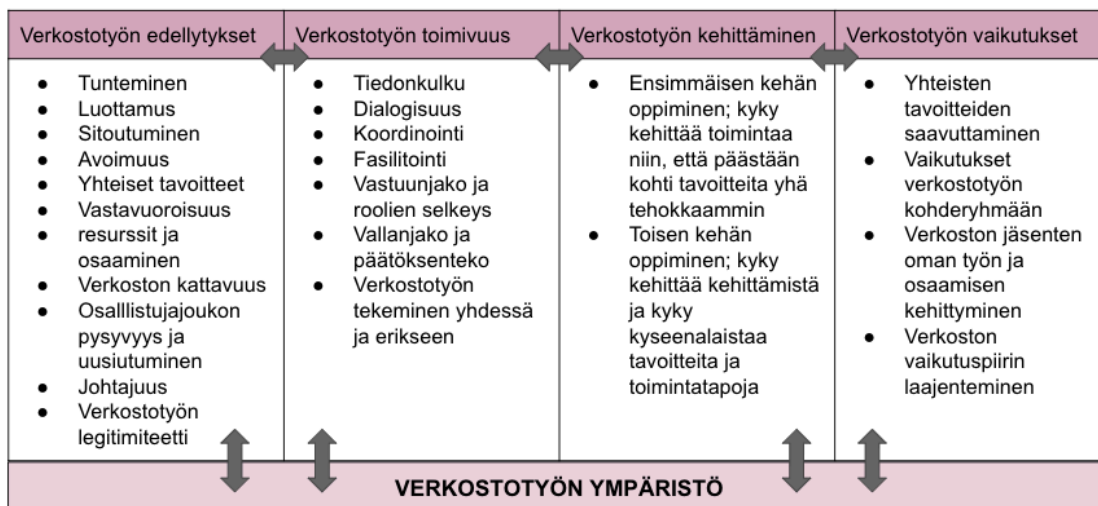 Verkostotyön edellytykset
Tunteminen
Luottamus
Sitoutuminen
Avoimuus
Yhteiset tavoitteet
Vastavuoroisuus
resurssit ja
osaaminen
Verkoston kattavuus
Osalllistujajoukon
pysyvyys ja
uusiutuminen
Johtajuus
Verkostotyön
legitimiteetti
Verkostotyön toimivuus
Tiedonkulku
Dialogisuus
Koordinointi
Fasilitointi
Vastuunjako ja
roolien selkeys
Vallanjako ja
päätöksenteko
Verkostotyön
tekeminen yhdessä
ja erikseen
Verkostotyön kehittäminen
Ensimmäisen kehän
oppiminen; kyky
kehittää toimintaa
niin, että päästään
kohti tavoitteita yhä
tehokkaammin
Toisen kehän
oppiminen; kyky
kehittää kehittämistä
ja kyky
kyseenalaistaa
tavoitteita ja
toimintatapoja
Verkostotyön vaikutukset
Yhteisten
tavoitteiden
saavuttaminen
Vaikutukset
verkostotyön
kohderyhmään
Verkoston jäsenten
oman työn ja
osaamisen
kehittyminen
Verkoston
vaikutuspiirin
laajenteminen
VERKOSTOTYÖN YMPÄRISTÖ